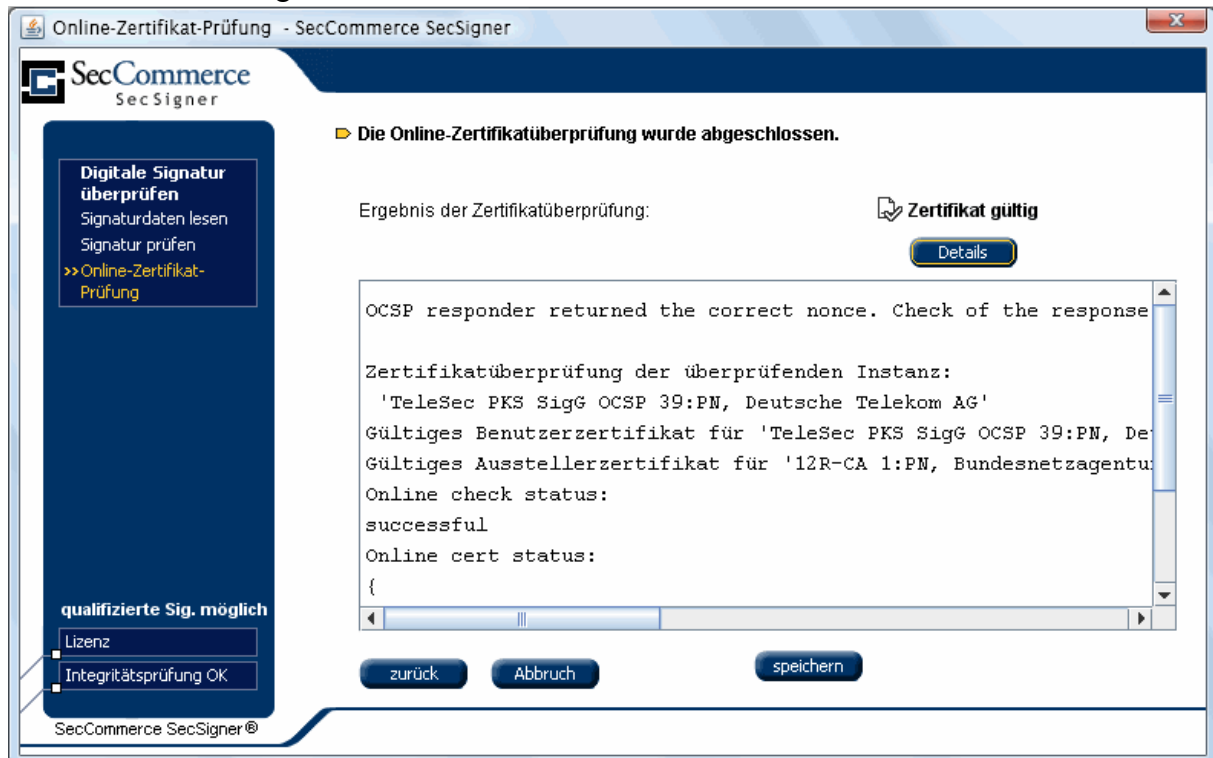 Online-Zertifikat-Prüfung - SecCommerce SecSigner
SecCommerce
SecSigner
Digitale Signatur
überprüfen
Signaturdaten lesen
Signatur prüfen
>>Online-Zertifikat-
Prüfung
qualifizierte Sig. möglich
Lizenz
Integritätsprüfung OK
SecCommerce SecSigner®
Die Online-Zertifikatüberprüfung wurde abgeschlossen.
Ergebnis der Zertifikatüberprüfung:
Zertifikat gültig
Details
OCSP responder returned the correct nonce. Check of the response
Zertifikatüberprüfung der überprüfenden Instanz:
'TeleSec PKS SigG OCSP 39:PN, Deutsche Telekom AG'
Gültiges Benutzerzertifikat für 'TeleSec PKS SigG OCSP 39:PN, De
Gültiges Ausstellerzertifikat für '12R-CA 1:PN, Bundesnetzagentu
Online check status:
successful
Online cert status:
{
zurück
Abbruch
speichern